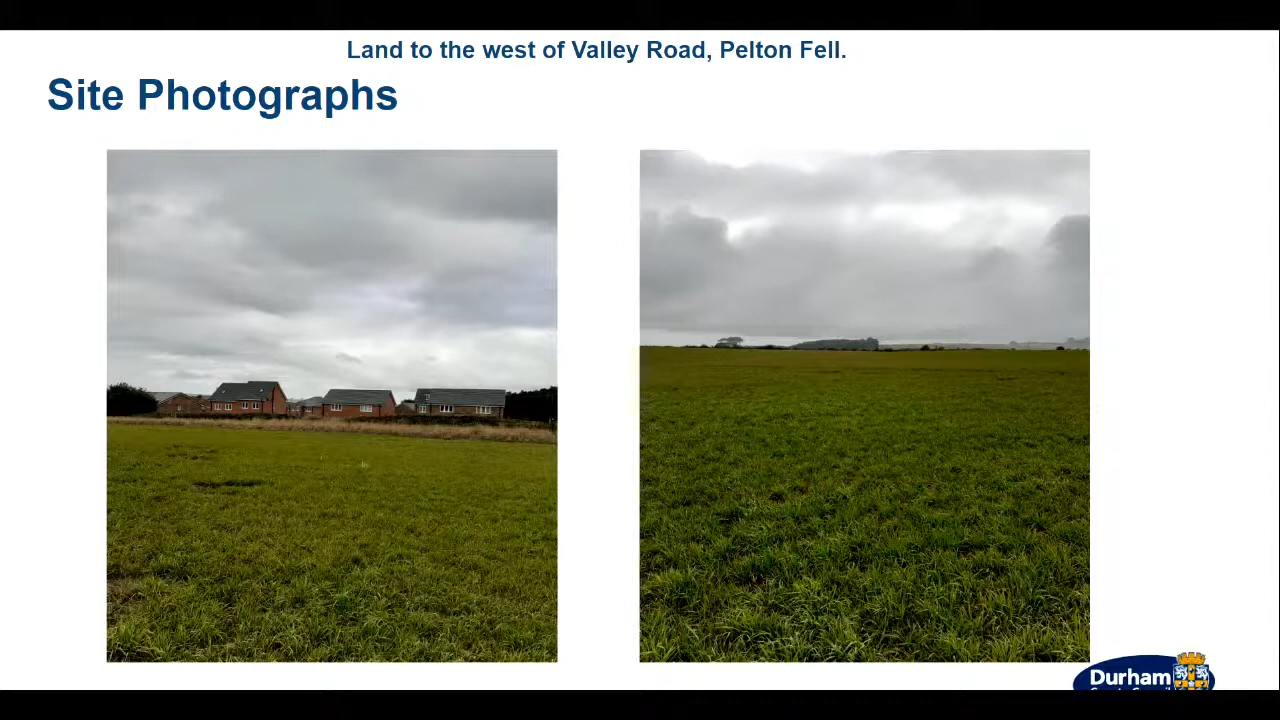 Land to the west of Valley Road, Pelton Fell.
Site Photographs
Durham